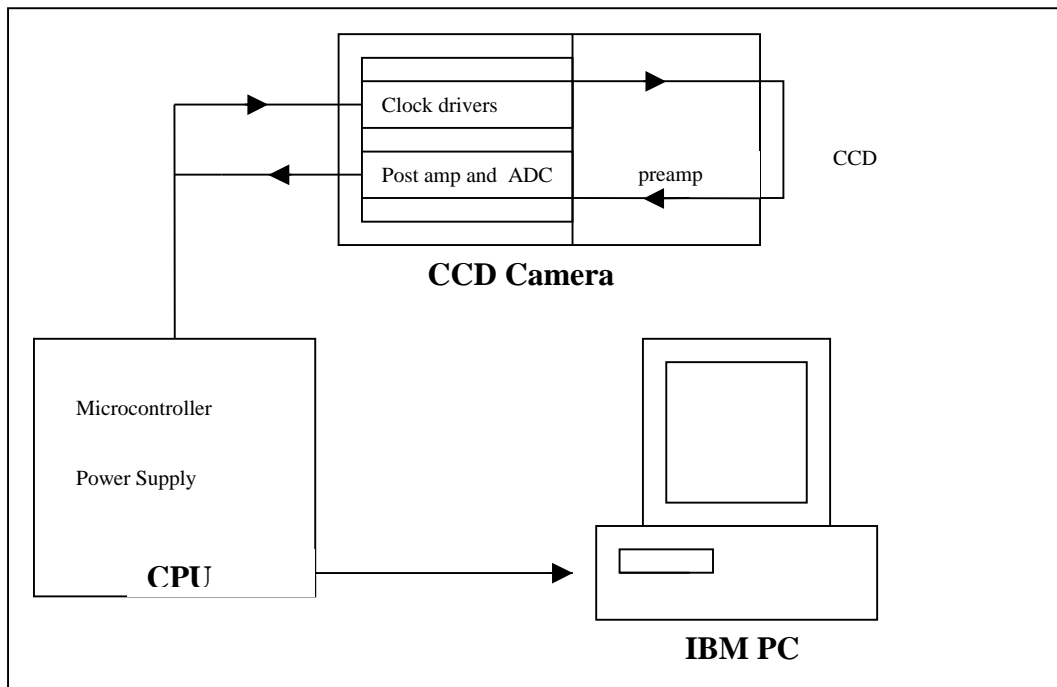 Clock drivers
Post amp and ADC
preamp
CCD
CCD Camera
Microcontroller
Power Supply
CPU
IBM PC